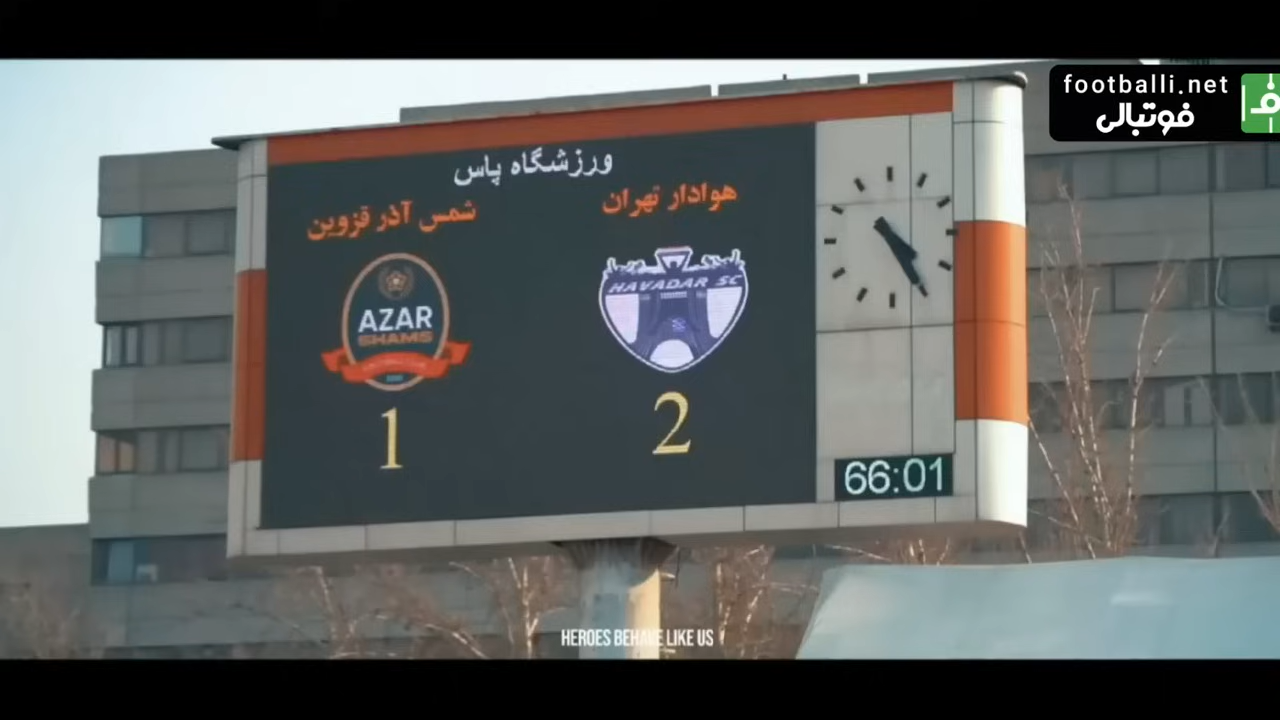 footballi.net
فوتبالی
ورزشگاه پاس
هوادار تهران
شمس آذر قزوین
HAVADAR SC
AZAR
SHAMS
2
1
66:01
HEROES BEHAVE LIKE US